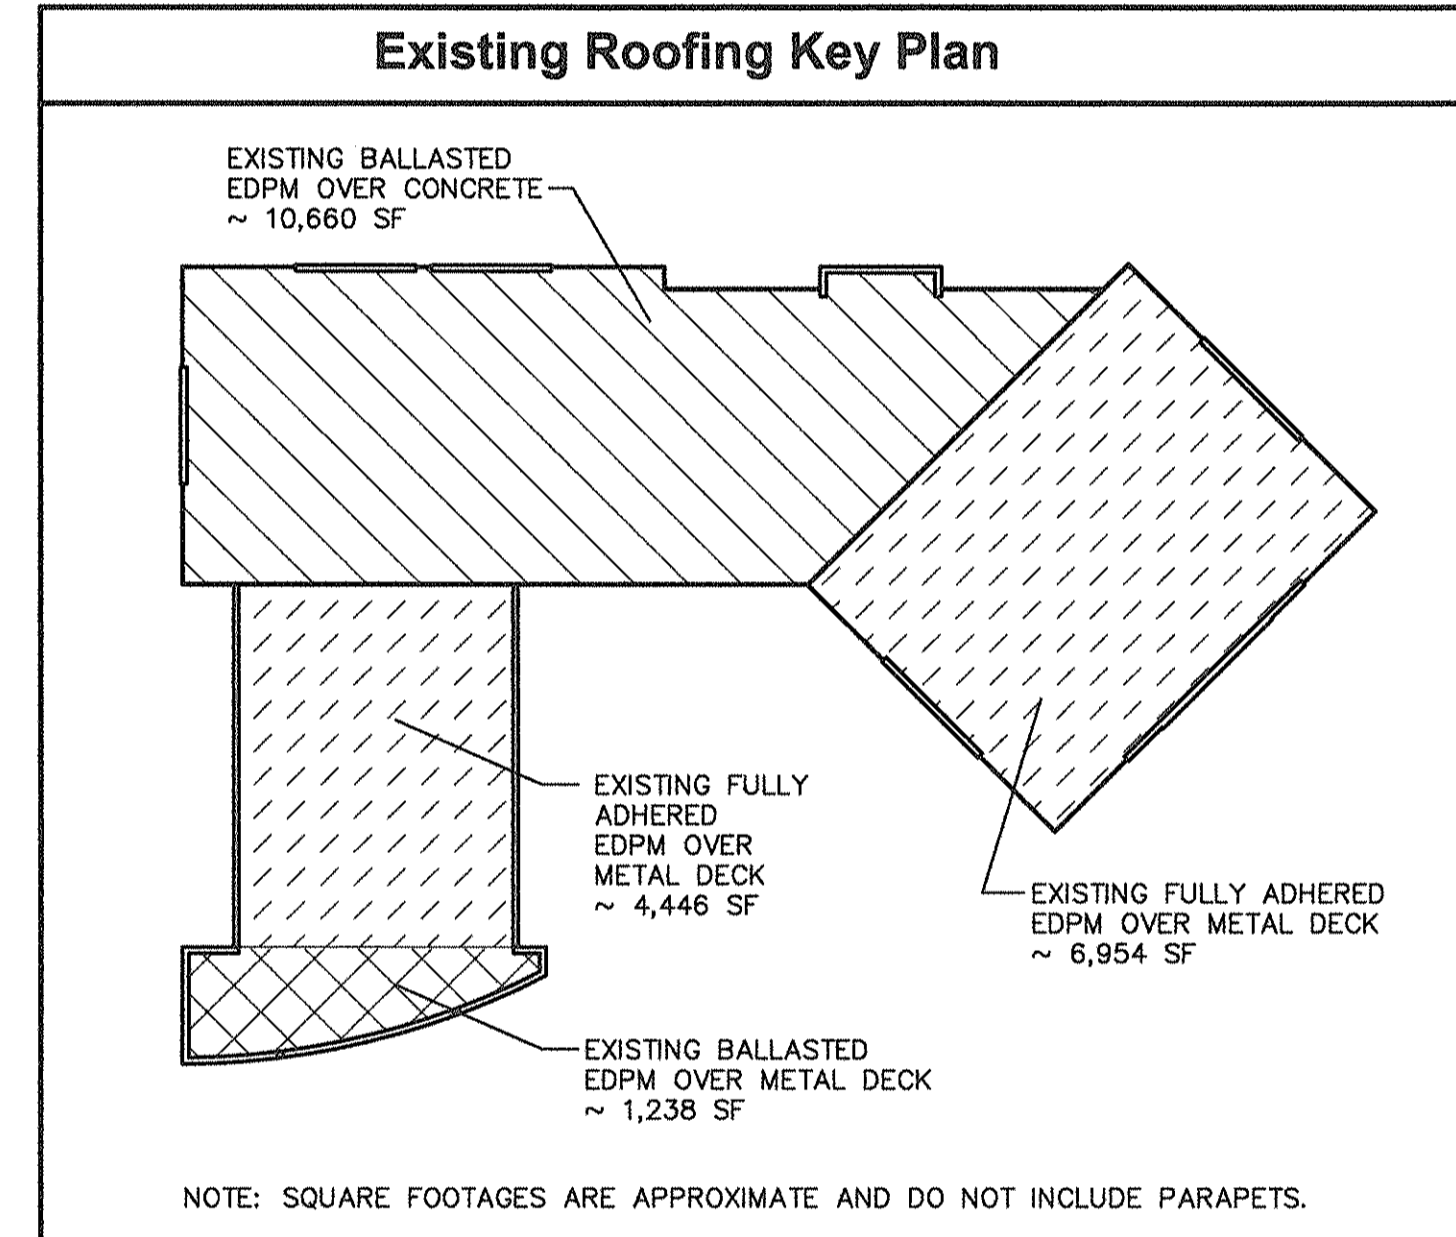 Existing Roofing Key Plan
EXISTING BALLASTED
EDPM OVER CONCRETE
~ 10,660 SF
EXISTING FULLY
ADHERED
EDPM OVER
METAL DECK
~ 4,446 SF
EXISTING FULLY ADHERED
EDPM OVER METAL DECK
~ 6,954 SF
EXISTING BALLASTED
EDPM OVER METAL DECK
~ 1,238 SF
NOTE: SQUARE FOOTAGES ARE APPROXIMATE AND DO NOT INCLUDE PARAPETS.